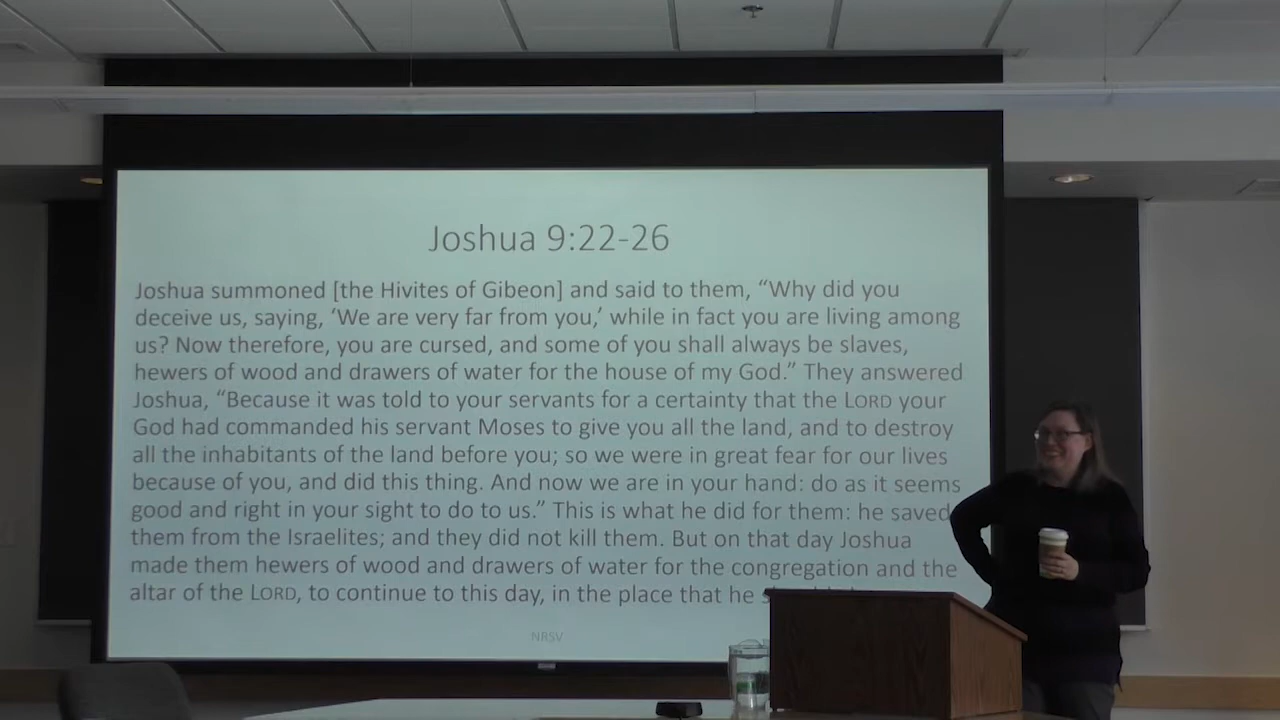 Joshua 9:22-26
Joshua summoned [the Hivites of Gibeon] and said to them, “Why did you
deceive us, saying, ‘We are very far from you,’ while in fact you are living among
us? Now therefore, you are cursed, and some of you shall always be slaves,
hewers of wood and drawers of water for the house of my God.” They answered
Joshua, “Because it was told to your servants for a certainty that the LORD your
God had commanded his servant Moses to give you all the land, and to destroy
all the inhabitants of the land before you; so we were in great fear for our lives
because of you, and did this thing. And now we are in your hand: do as it seems
good and right in your sight to do to us.” This is what he did for them: he saved
them from the Israelites; and they did not kill them. But on that day Joshua
made them hewers of wood and drawers of water for the congregation and the
altar of the LORD, to continue to this day, in the place that he
NRSV